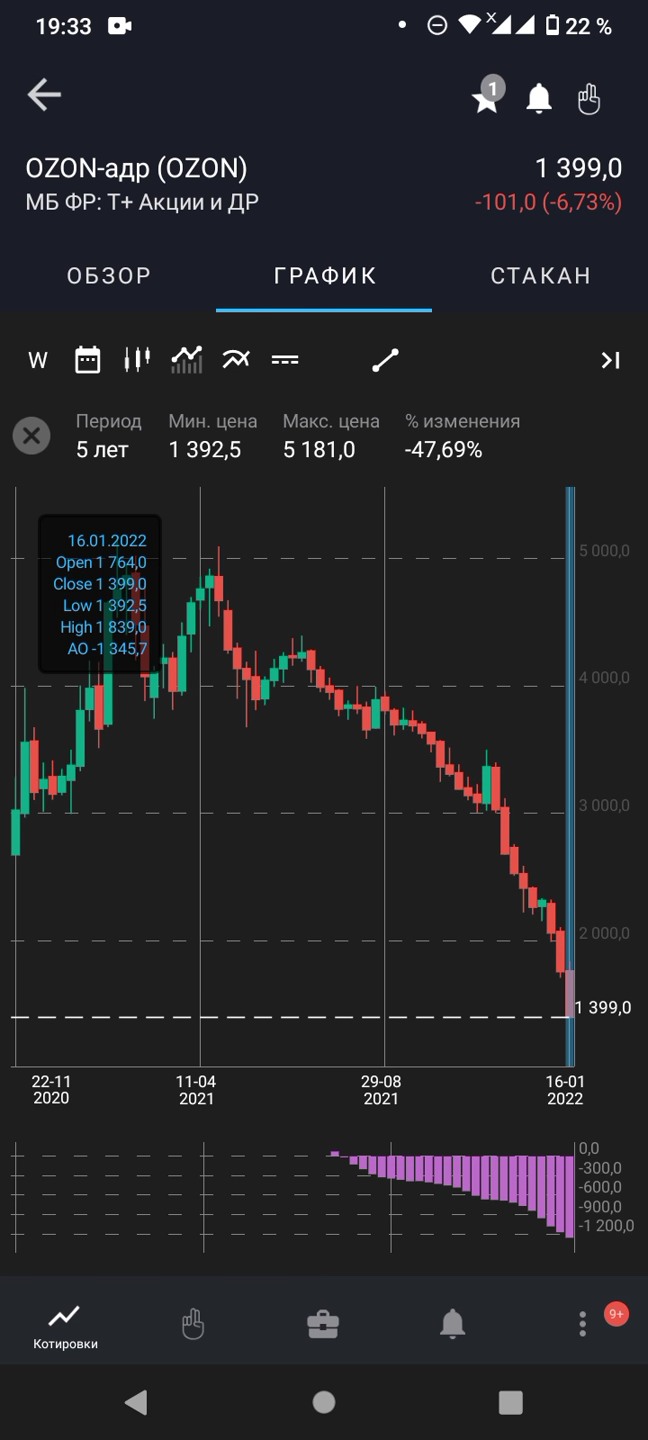 19:33
22 %
1
OZON-адр (OZON)
1 399,0
МБ ФР: Т+ Акции и ДР
-101,0 (-6,73%)
ОБЗОР
ГРАФИК
СТАКАН
W
Период
Мин. цена
Макс. цена
% изменения
5 лет
1 392,5
5 181,0
-47,69%
16.01.2022
Open 1 764,0
Close 1 399,0
Low 1 392,5
High 1 839,0
AO -1 345,7
5 000,0
4 000,0
3 000,0
2 000,0
1 399,0
22-11
2020
11-04
2021
29-08
2021
16-01
2022
0,0
-300,0
-600,0
-900,0
-1 200,0
Котировки
9+